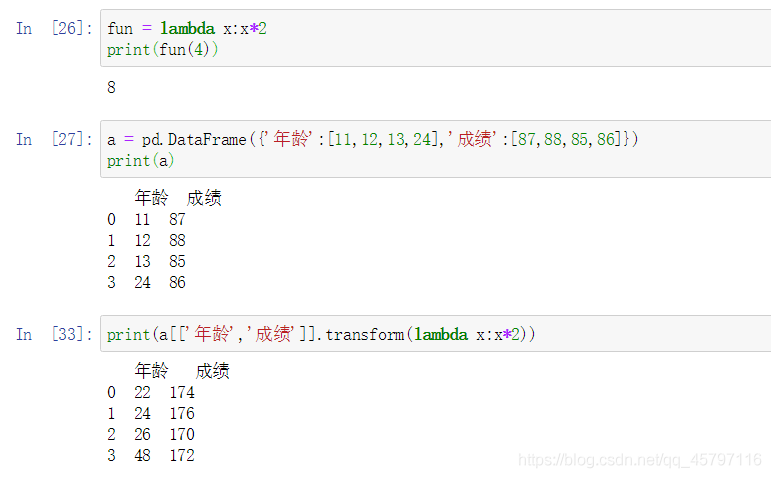 In [26]: fun = lambda x:x*2
print(fun(4))
8
In [27]: a = pd.DataFrame({'年龄':[11,12,13,24],'成绩':[87,88,85,86]})
print(a)
年龄 成绩
0 11 87
1 12 88
2 13 85
3 24 86
In [33]: print(a[['年龄','成绩']].transform(lambda x:x*2))
年龄 成绩
0 22 174
1 24 176
2 26 170
3 48 172
https://blog.csdn.net/qq_45797116